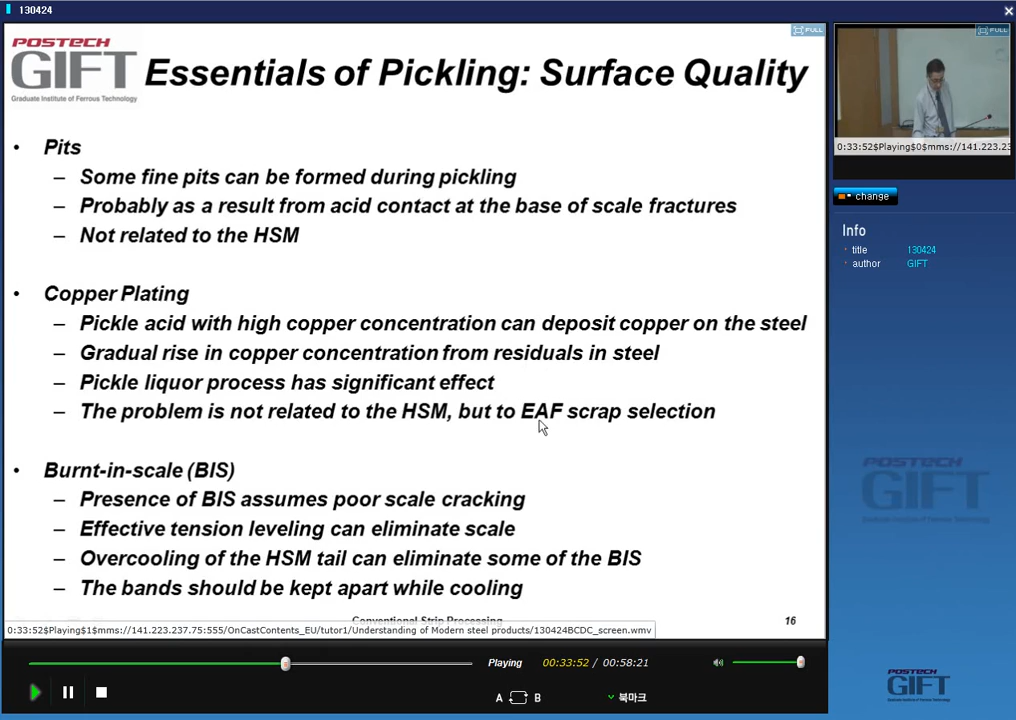 130424
POSTECH
GIFT
Graduate Institute of Ferrous Technology
Essentials of Pickling: Surface Quality
FULL
• Pits
– Some fine pits can be formed during pickling
– Probably as a result from acid contact at the base of scale fractures
– Not related to the HSM
• Copper Plating
– Pickle acid with high copper concentration can deposit copper on the steel
– Gradual rise in copper concentration from residuals in steel
– Pickle liquor process has significant effect
– The problem is not related to the HSM, but to EAF scrap selection
• Burnt-in-scale (BIS)
– Presence of BIS assumes poor scale cracking
– Effective tension leveling can eliminate scale
– Overcooling of the HSM tail can eliminate some of the BIS
– The bands should be kept apart while cooling
Conventional Strip Processing
16
0:33:52$Playing$1$mms://141.223.237.75:555/OnCastContents_EU/tutor1/Understanding of Modern steel products/130424BCDC_screen.wmv
Playing
00:33:52 / 00:58:21
A B
북마크
FULL
0:33:52$Playing$0$mms://141.223.23
change
Info
title 130424
author GIFT
POSTECH
GIFT
Graduate Institute of Ferrous Technology
POSTECH
GIFT